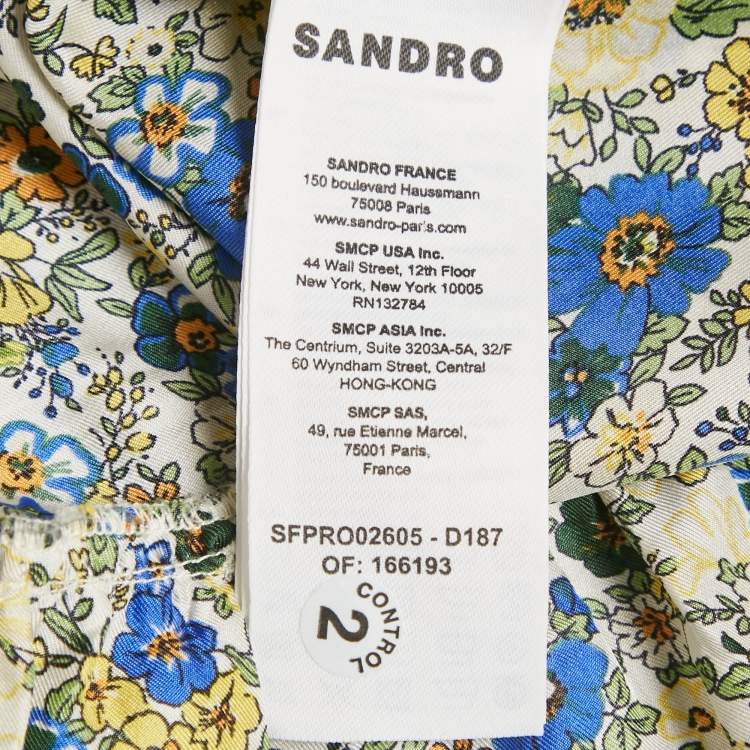 SANDRO
SANDRO FRANCE
150 boulevard Haussmann
75008 Paris
www.sandro-paris.com
SMCP USA Inc.
44 Wall Street, 12th Floor
New York, New York 10005
RN132784
SMCP ASIA Inc.
The Centrium, Suite 3203A-5A, 32/F
60 Wyndham Street, Central
HONG-KONG
SMCP SAS,
49, rue Etienne Marcel,
75001 Paris,
France
SFPRO02605 - D187
OF: 166193
CONTROL
2